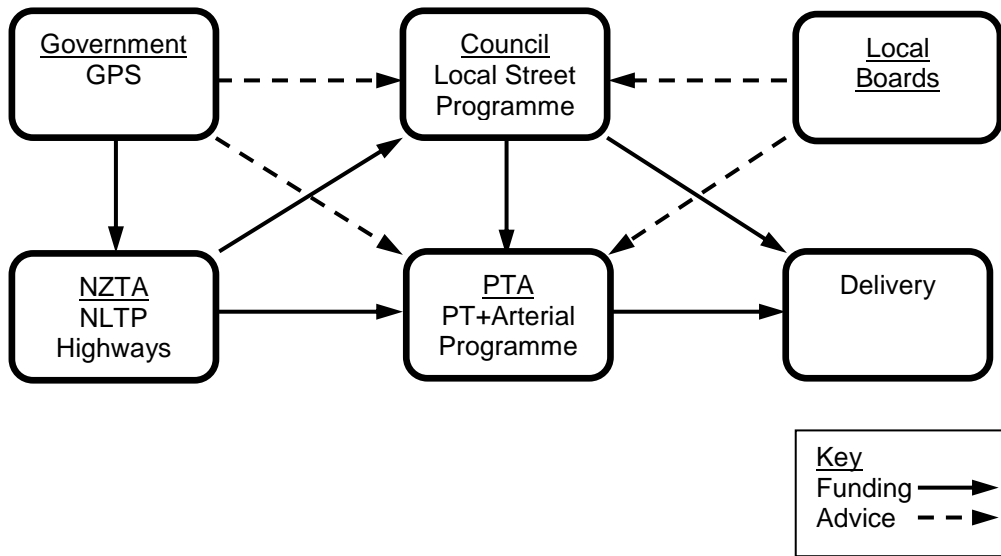 Government
GPS
Council
Local Street
Programme
Local
Boards
NZTA
NLTP
Highways
PTA
PT+Arterial
Programme
Delivery
Key
Funding
Advice